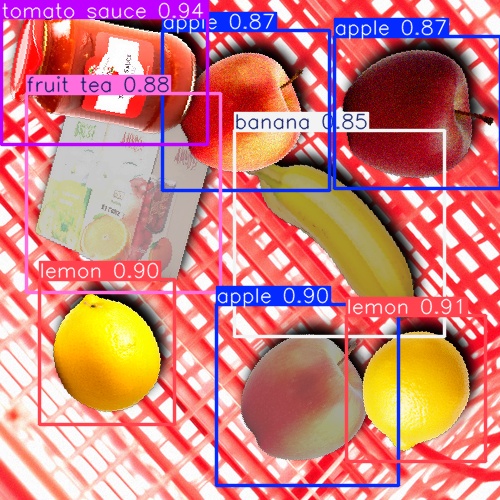 tomato sauce 0.94
apple 0.87
apple 0.87
fruit tea 0.88
banana 0.85
lemon 0.90
apple 0.90
lemon 0.91
SAUCE